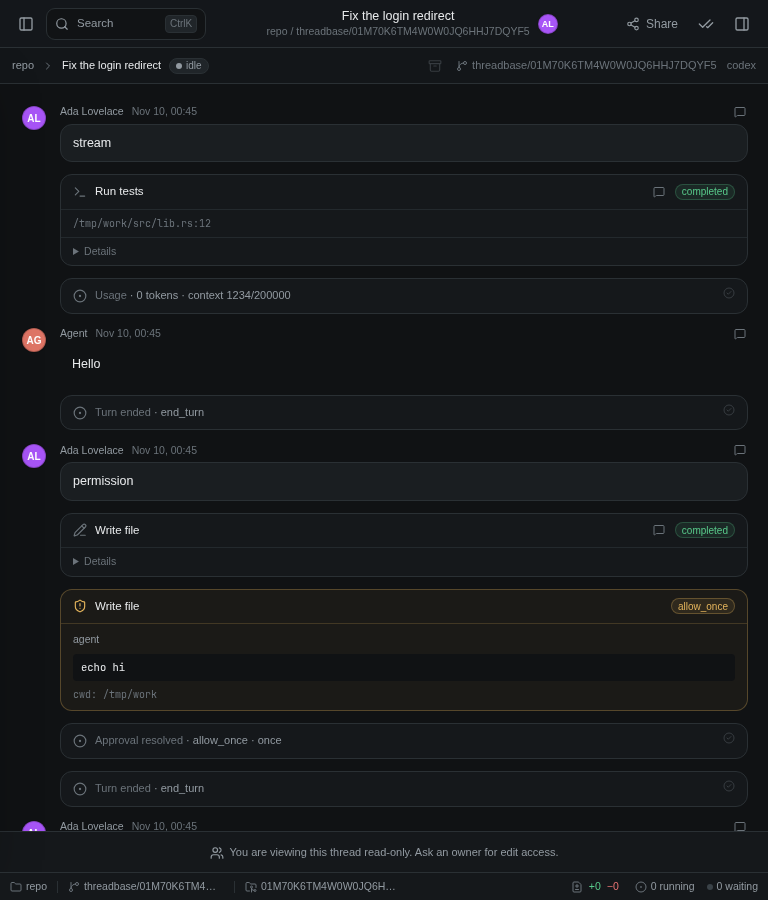 Search CtrlK
Fix the login redirect
repo / threadbase/01M70K6TM4W0W0JQ6HHJ7DQYF5
AL
Share
repo > Fix the login redirect idle threadbase/01M70K6TM4W0W0JQ6HHJ7DQYF5 codex
AL Ada Lovelace Nov 10, 00:45
stream
Run tests completed
/tmp/work/src/lib.rs:12
Details
Usage · 0 tokens · context 1234/200000
AG Agent Nov 10, 00:45
Hello
Turn ended · end_turn
AL Ada Lovelace Nov 10, 00:45
permission
Write file completed
Details
Write file allow_once
agent
echo hi
cwd: /tmp/work
Approval resolved · allow_once · once
Turn ended · end_turn
Ada Lovelace Nov 10, 00:45
You are viewing this thread read-only. Ask an owner for edit access.
repo threadbase/01M70K6TM4… 01M70K6TM4W0W0JQ6H… +0 −0 0 running 0 waiting